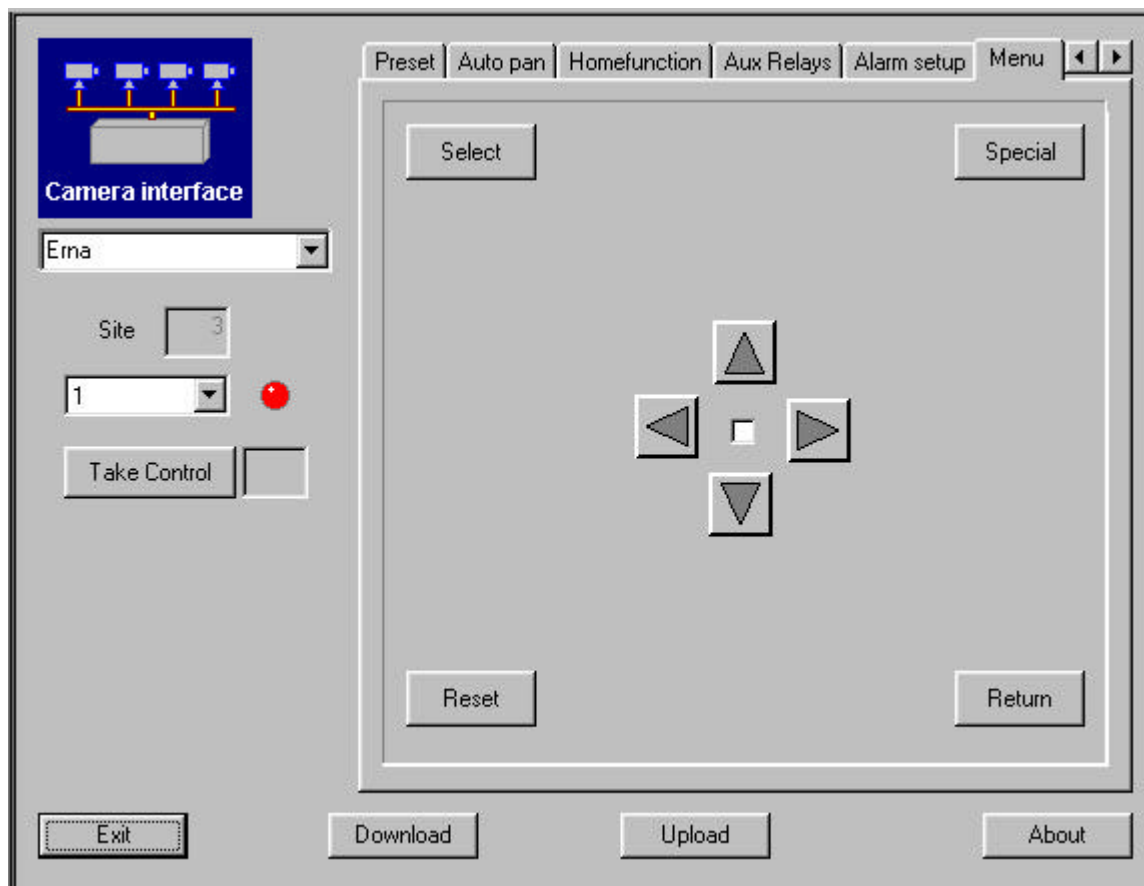 Camera interface
Erna
Site 3
1
Take Control
Preset Auto pan Homefunction Aux Relays Alarm setup Menu
Select Special
Reset Return
Exit Download Upload About